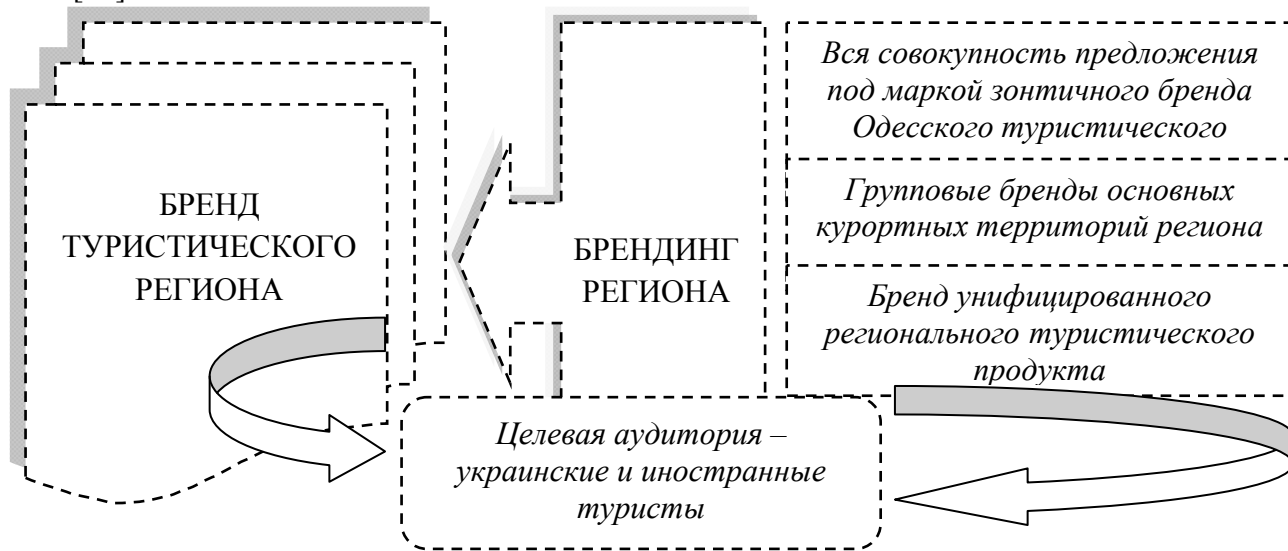 БРЕНД
ТУРИСТИЧЕСКОГО
РЕГИОНА
БРЕНДИНГ
РЕГИОНА
Вся совокупность предложения
под маркой зонтичного бренда
Одесского туристического
Групповые бренды основных
курортных территорий региона
Бренд унифицированного
регионального туристического
продукта
Целевая аудитория –
украинские и иностранные
туристы